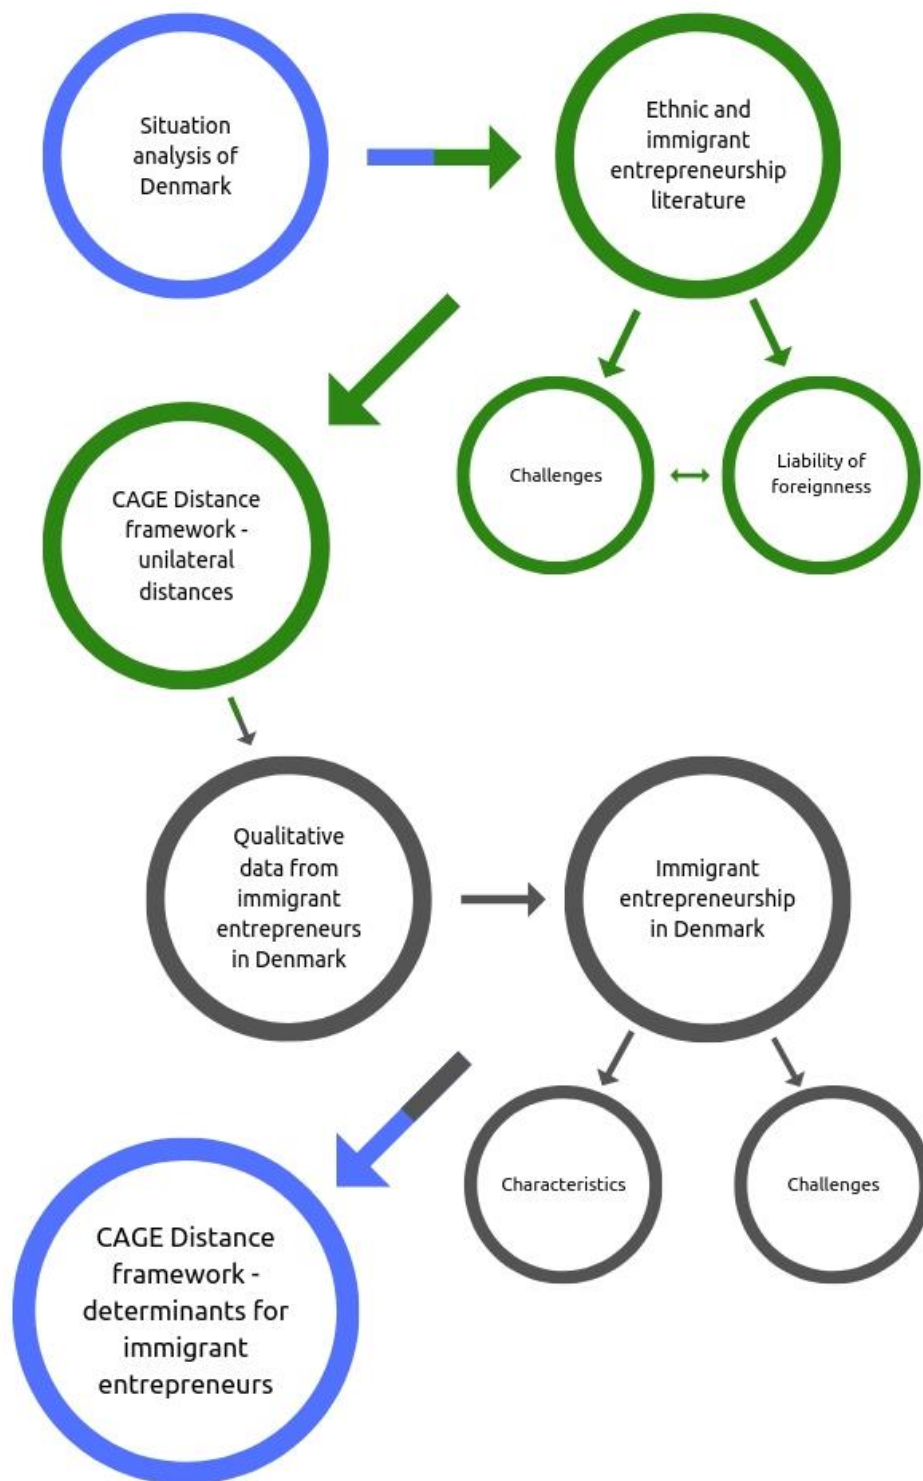 Situation
analysis of
Denmark
Ethnic and
immigrant
entrepreneurship
literature
Challenges
Liability of
foreignness
CAGE Distance
framework -
unilateral
distances
Qualitative
data from
immigrant
entrepreneurs
in Denmark
Immigrant
entrepreneurship
in Denmark
Characteristics
Challenges
CAGE Distance
framework -
determinants for
immigrant
entrepreneurs